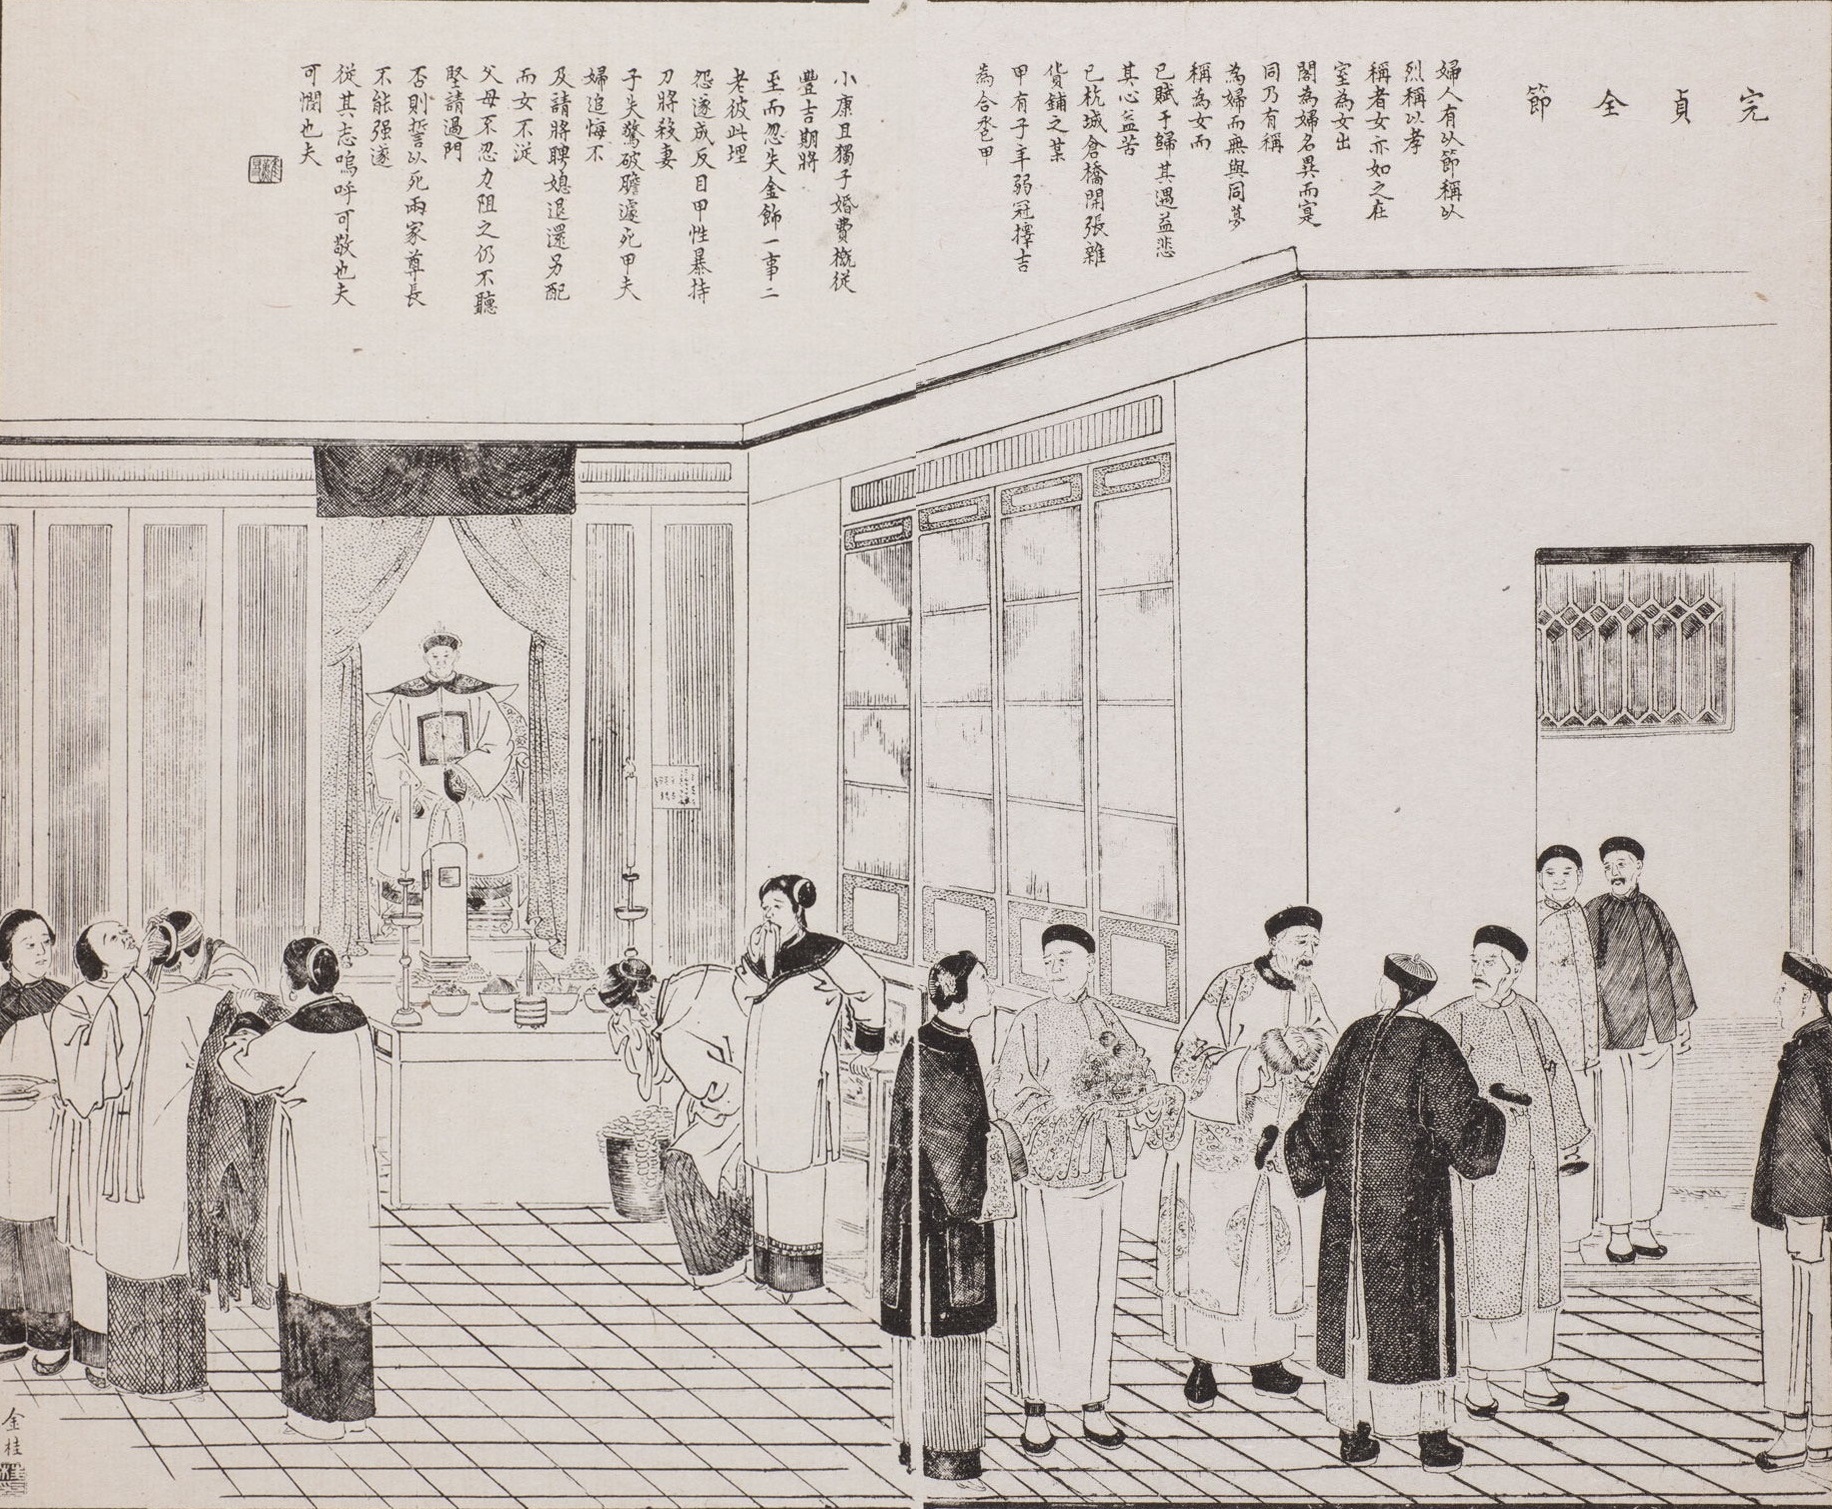 完貞全節
婦人有以節稱以
烈稱以孝
稱者女亦如之在
室為女出
閣為婦名異而寔
同乃有稱
為婦而無與同夢
稱為女而
已賦于歸其遇益悲
其心益苦
已杭城倉橋開張雜
貨鋪之某
甲有子年弱冠擇吉
為合卺甲
小康且獨子婚費概從
豐吉期將
至而忽失金飾一事二
老彼此埋
怨遂成反目甲性暴持
刀將殺妻
子失驚破膽遽死甲夫
婦追悔不
及請將聘媳退還另配
而女不從
父母不忍力阻之仍不聽
堅請過門
否則誓以死兩家尊長
不能强遂
從其志嗚呼可敬也夫
可憫也夫
金桂